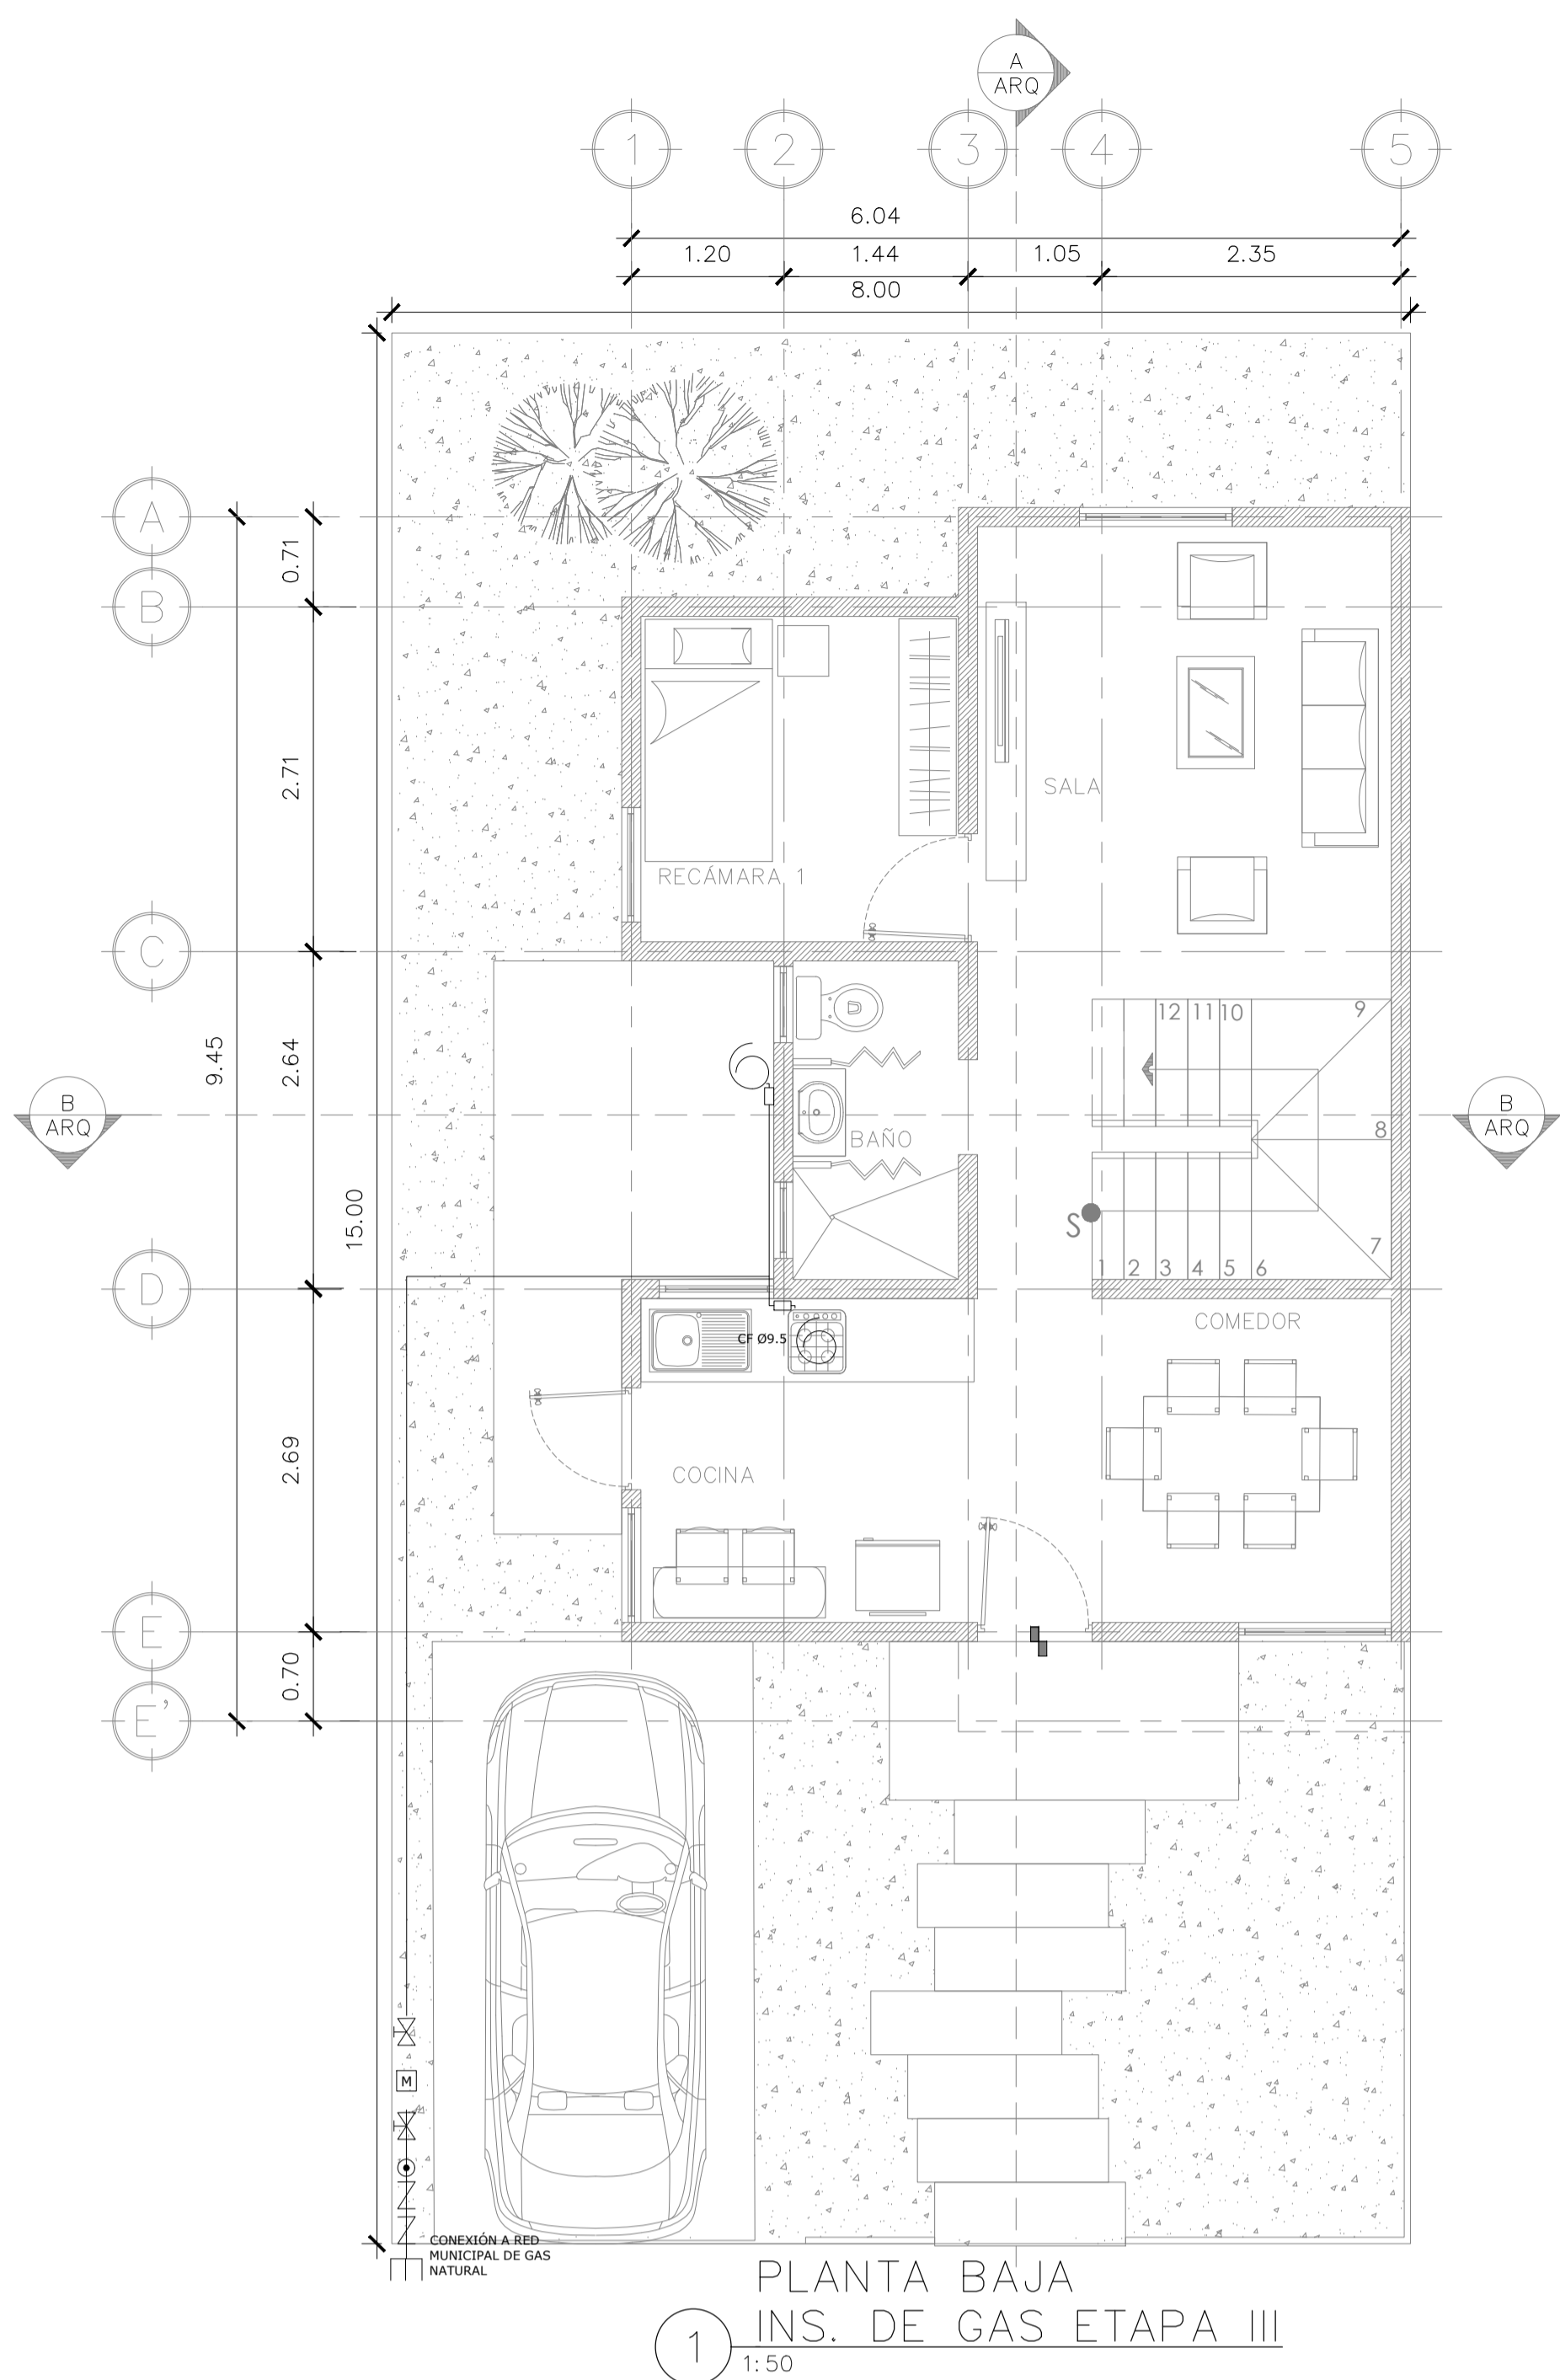 A
ARQ
1 2 3 4 5
6.04
1.20 1.44 1.05 2.35
8.00
A
0.71
B
2.71
SALA
RECÁMARA 1
C
12 11 10 9
9.45
2.64
B
ARQ
B
ARQ
BAÑO
8
15.00
S
7
1 2 3 4 5 6
D
COMEDOR
CF Ø9.5
2.69
COCINA
E
0.70
E'
M
CONEXIÓN A RED
MUNICIPAL DE GAS
NATURAL
PLANTA BAJA
1 INS. DE GAS ETAPA III
1:50